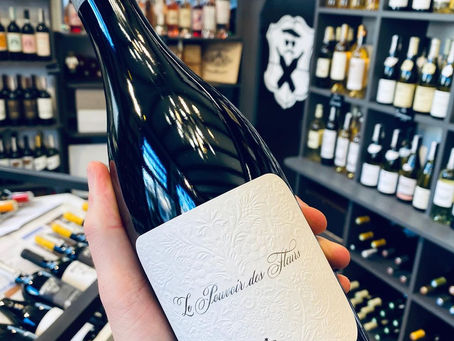 Le Pouvoir des Fleurs